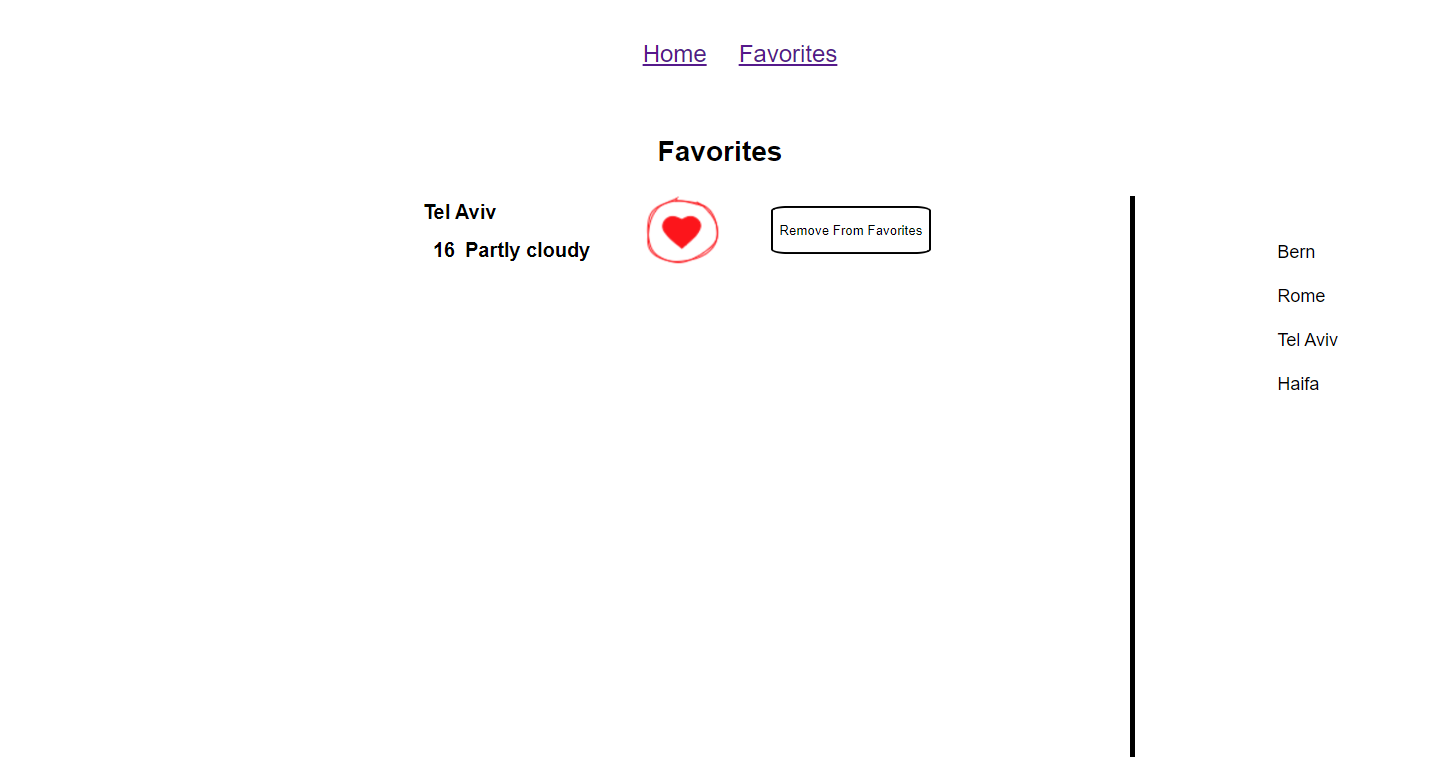 Home Favorites
Favorites
Tel Aviv
16 Partly cloudy
Remove From Favorites
Bern
Rome
Tel Aviv
Haifa